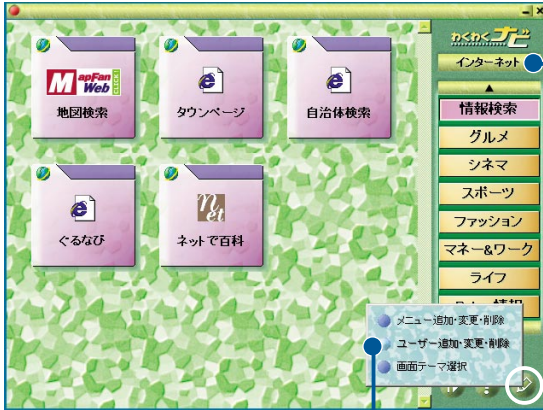 わくわくナビ
インターネット
MapFan Web CLICK!
地図検索
タウンページ
自治体検索
ぐるなび
net
ネットで百科
情報検索
グルメ
シネマ
スポーツ
ファッション
マネー&ワーク
ライフ
メニュー追加・変更・削除
ユーザー追加・変更・削除
画面テーマ選択